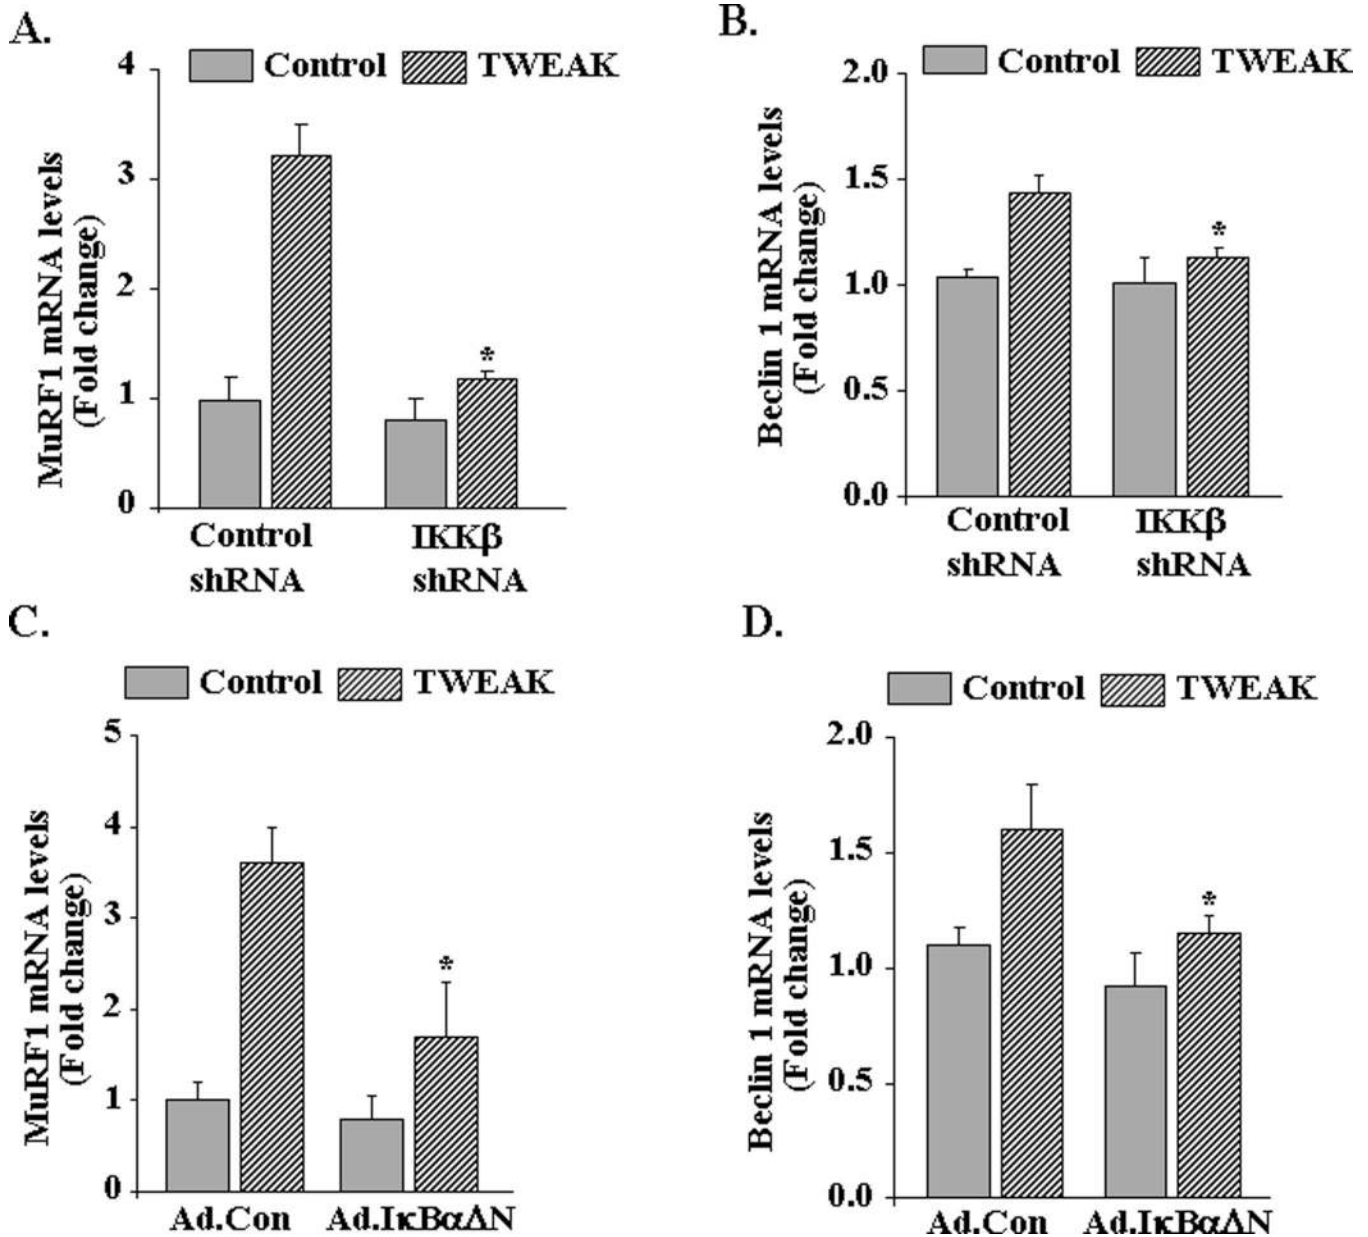 A.
Control TWEAK
MuRF1 mRNA levels
(Fold change)
4
3
2
1
0
*
Control
shRNA
IKKβ
shRNA
B.
Control TWEAK
Beclin 1 mRNA levels
(Fold change)
2.0
1.5
1.0
0.5
0.0
*
Control
shRNA
IKKβ
shRNA
C.
Control TWEAK
MuRF1 mRNA levels
(Fold change)
5
4
3
2
1
0
*
Ad.Con Ad.IκBαΔN
D.
Control TWEAK
Beclin 1 mRNA levels
(Fold change)
2.0
1.5
1.0
0.5
0.0
*
Ad.Con Ad.IκBαΔN